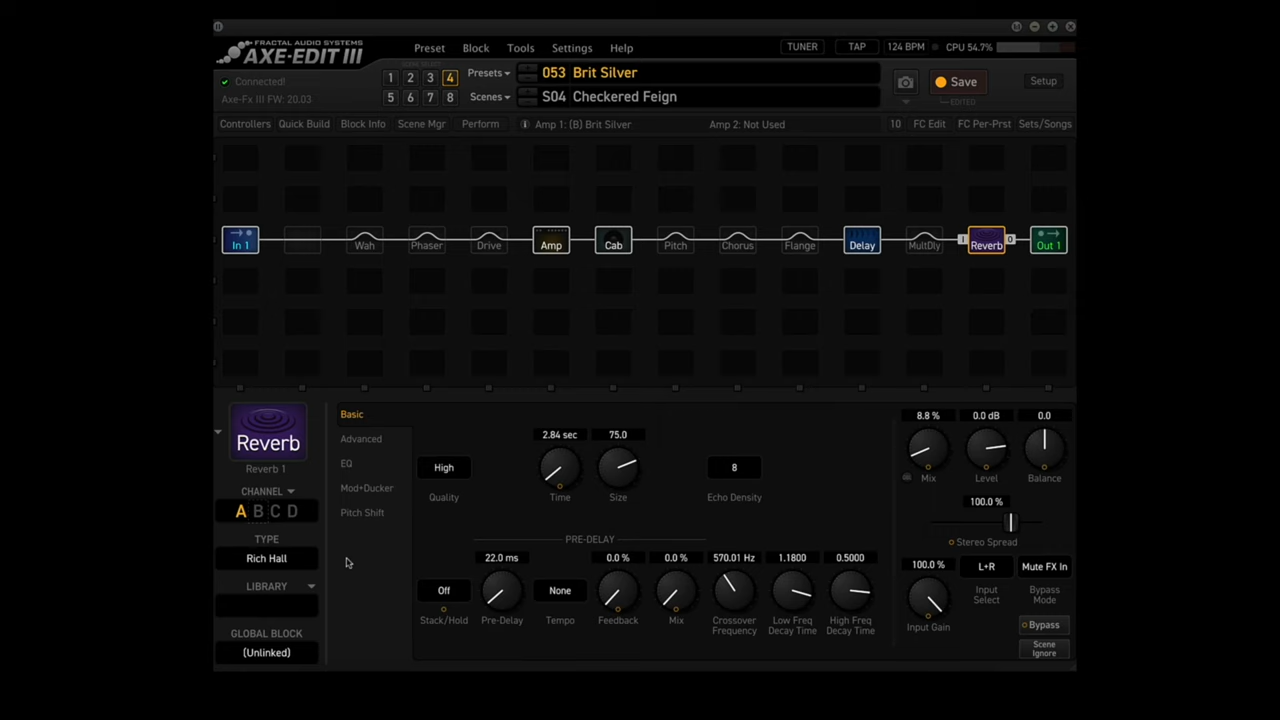 FRACTAL AUDIO SYSTEMS
AXE-EDIT III
Preset Block Tools Settings Help
TUNER TAP 124 BPM CPU 54.7%
Connected!
Axe-Fx III FW: 20.03
1 2 3 4
5 6 7 8
Presets 053 Brit Silver
Scenes S04 Checkered Feign
Save
EDITED
Setup
Controllers Quick Build Block Info Scene Mgr Perform Amp 1: (B) Brit Silver Amp 2: Not Used 10 FC Edit FC Per-Prst Sets/Songs
In 1 Wah Phaser Drive Amp Cab Pitch Chorus Flange Delay MultDly I Reverb O Out 1
Reverb
Reverb 1
CHANNEL
A B C D
TYPE
Rich Hall
LIBRARY
GLOBAL BLOCK
(Unlinked)
Basic
Advanced
EQ
Mod+Ducker
Pitch Shift
2.84 sec 75.0
High 8
Quality Time Size Echo Density
PRE-DELAY
22.0 ms 0.0 % 0.0 % 570.01 Hz 1.1800 0.5000
Off None
Stack/Hold Pre-Delay Tempo Feedback Mix Crossover Frequency Low Freq Decay Time High Freq Decay Time
8.8 % 0.0 dB 0.0
Mix Level Balance
100.0 %
Stereo Spread
100.0 % L+R Mute FX In
Input Gain Input Select Bypass Mode
Bypass
Scene Ignore